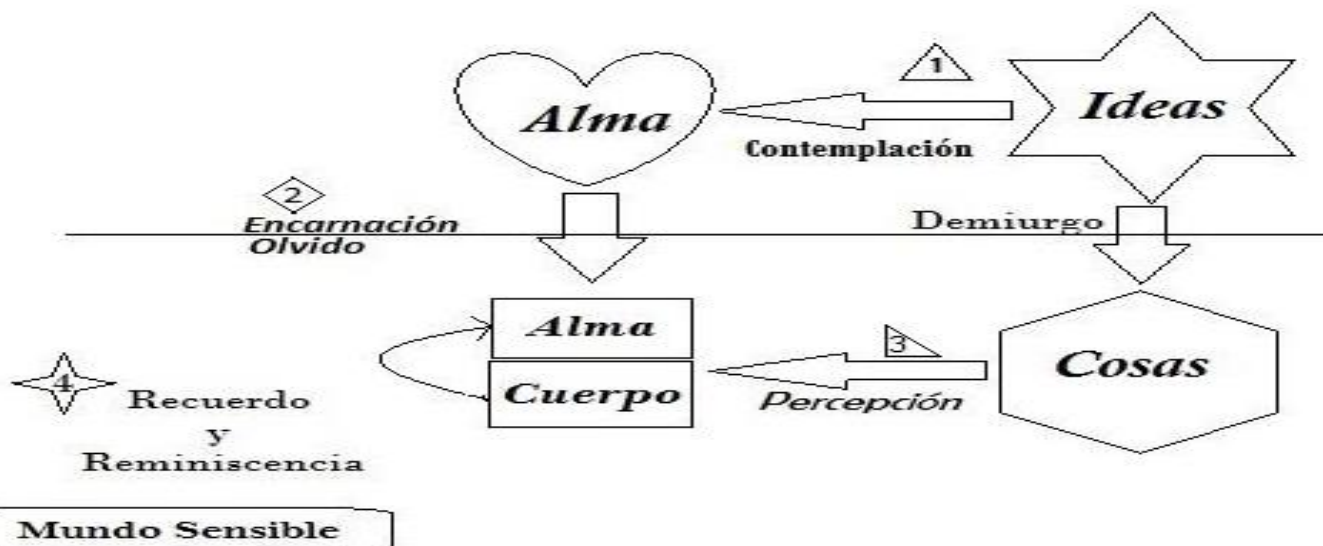 1
Alma
Ideas
Contemplación
2
Encarnación
Olvido
Demiurgo
Alma
Cuerpo
3
Cosas
Percepción
4
Recuerdo
y
Reminiscencia
Mundo Sensible